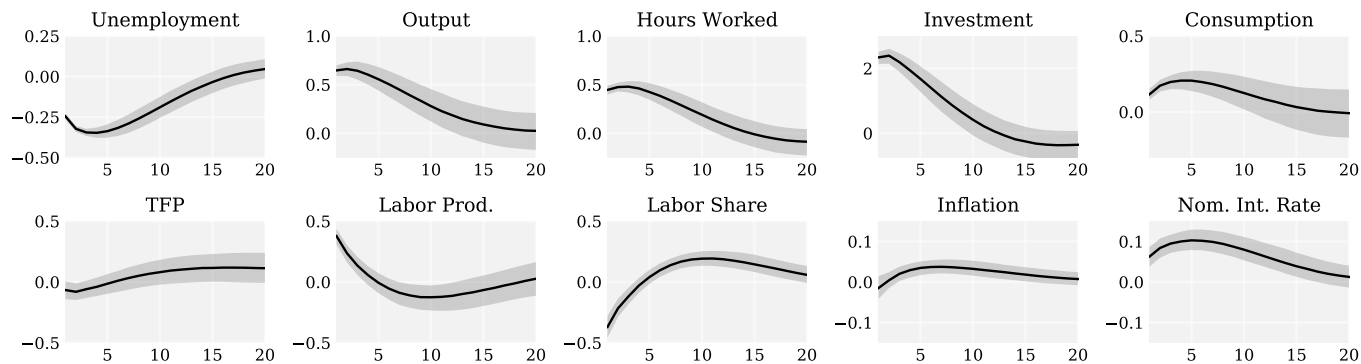 Unemployment Output Hours Worked Investment Consumption
0.25 1.0 1.0 0.5
0.00 0.5 0.5 2
−0.25 0.0 0.0 0 0.0
−0.50
5 10 15 20 5 10 15 20 5 10 15 20 5 10 15 20 5 10 15 20
TFP Labor Prod. Labor Share Inflation Nom. Int. Rate
0.5 0.5 0.5 0.1 0.1
0.0 0.0 0.0 0.0 0.0
−0.5 −0.5 −0.5 −0.1 −0.1
5 10 15 20 5 10 15 20 5 10 15 20 5 10 15 20 5 10 15 20